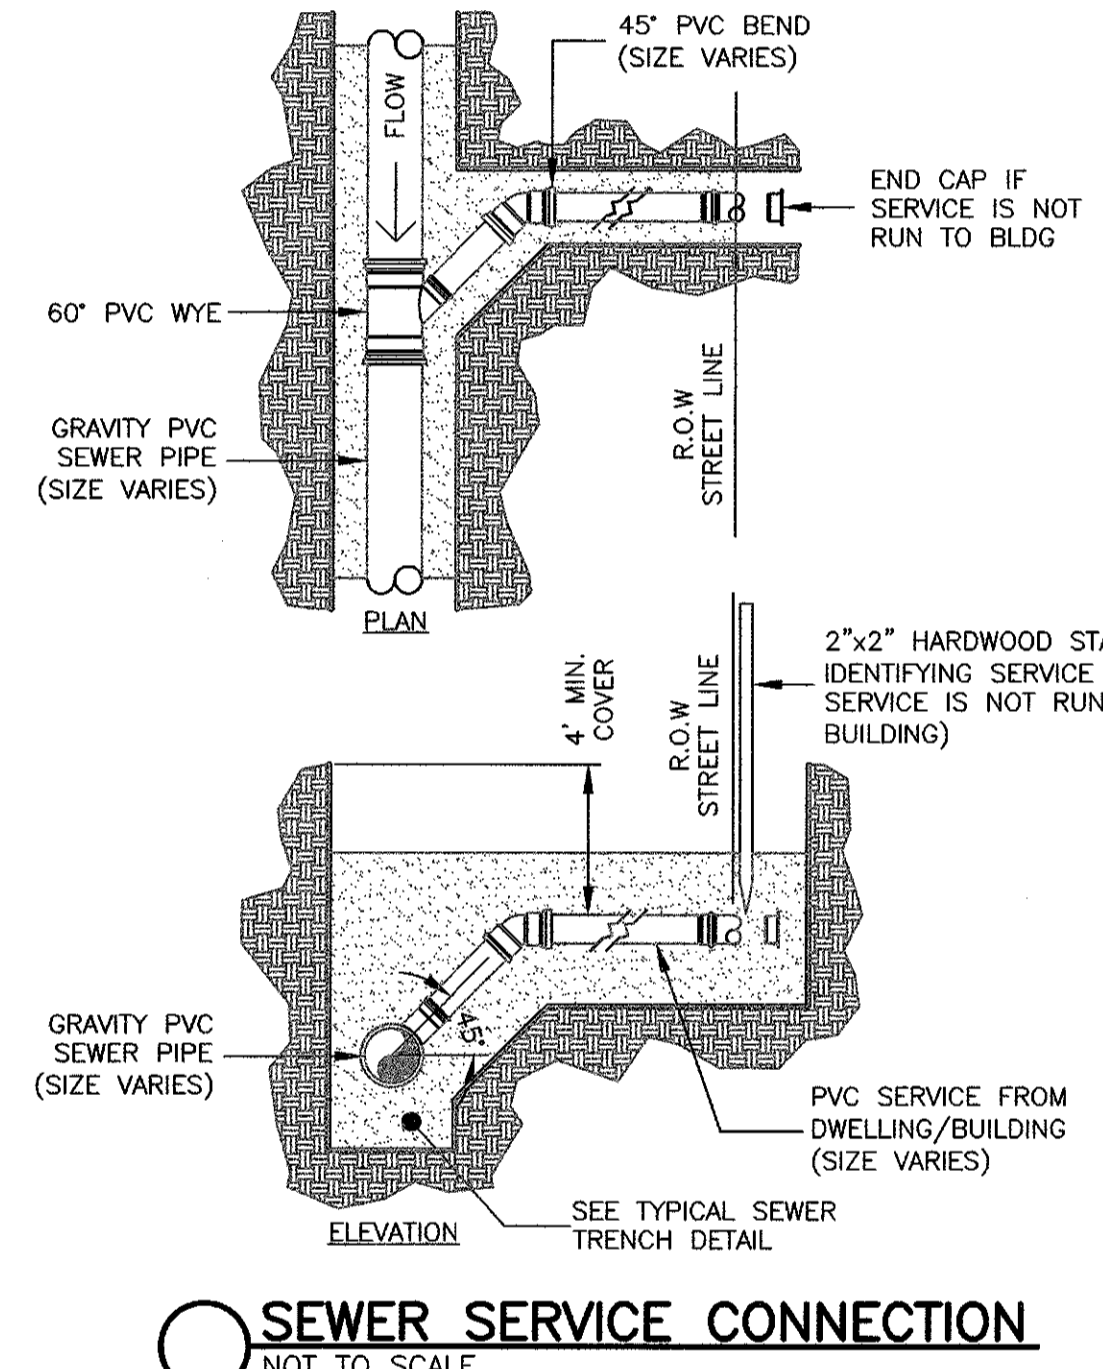 45° PVC BEND
(SIZE VARIES)
FLOW
END CAP IF
SERVICE IS NOT
RUN TO BLDG
60° PVC WYE
GRAVITY PVC
SEWER PIPE
(SIZE VARIES)
R.O.W
STREET LINE
PLAN
4' MIN.
COVER
R.O.W
STREET LINE
2"x2" HARDWOOD
IDENTIFYING SERVICE
SERVICE IS NOT RUN
BUILDING)
45°
GRAVITY PVC
SEWER PIPE
(SIZE VARIES)
PVC SERVICE FROM
DWELLING/BUILDING
(SIZE VARIES)
SEE TYPICAL SEWER
TRENCH DETAIL
ELEVATION
SEWER SERVICE CONNECTION
NOT TO SCALE